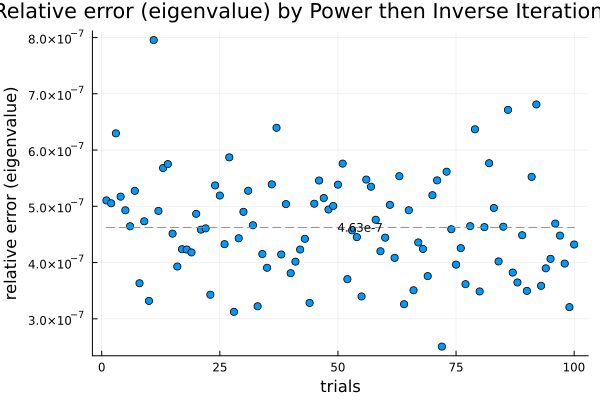 Relative error (eigenvalue) by Power then Inverse Iteration
relative error (eigenvalue)
8.0×10⁻⁷
7.0×10⁻⁷
6.0×10⁻⁷
5.0×10⁻⁷
4.0×10⁻⁷
3.0×10⁻⁷
4.63e-7
0 25 50 75 100
trials